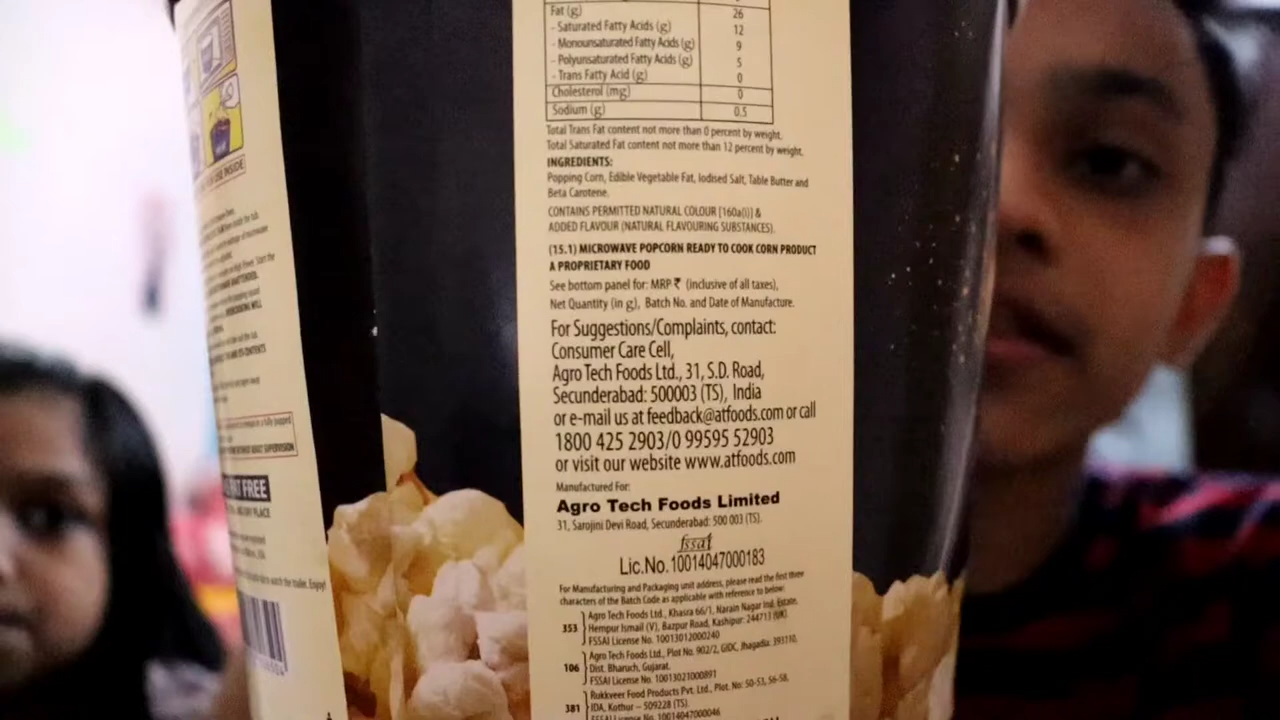 USE INSIDE
FAT FREE
Fat (g) 26
- Saturated Fatty Acids (g) 12
- Monounsaturated Fatty Acids (g) 9
- Polyunsaturated Fatty Acids (g) 5
- Trans Fatty Acid (g) 0
Cholesterol (mg) 0
Sodium (g) 0.5
Total Trans Fat content not more than 0 percent by weight.
Total Saturated Fat content not more than 12 percent by weight.
INGREDIENTS:
Popping Corn, Edible Vegetable Fat, Iodised Salt, Table Butter and
Beta Carotene.
CONTAINS PERMITTED NATURAL COLOUR [160a(i)] &
ADDED FLAVOUR (NATURAL FLAVOURING SUBSTANCES).
(15.1) MICROWAVE POPCORN READY TO COOK CORN PRODUCT
A PROPRIETARY FOOD
See bottom panel for: MRP ₹ (inclusive of all taxes),
Net Quantity (in g), Batch No. and Date of Manufacture.
For Suggestions/Complaints, contact:
Consumer Care Cell,
Agro Tech Foods Ltd., 31, S.D. Road,
Secunderabad: 500003 (TS), India
or e-mail us at feedback@atfoods.com or call
1800 425 2903/0 99595 52903
or visit our website www.atfoods.com
Manufactured For:
Agro Tech Foods Limited
31, Sarojini Devi Road, Secunderabad: 500 003 (TS).
fssai
Lic.No.10014047000183
For Manufacturing and Packaging unit address, please read the first three
characters of the Batch Code as applicable with reference to below:
353 Agro Tech Foods Ltd., Khasra 66/1, Narain Nagar Ind. Estate,
Hempur Ismail (V), Bazpur Road, Kashipur: 244713 (UK).
FSSAI License No. 10013012000240
106 Agro Tech Foods Ltd., Plot No. 902/2, GIDC, Jhagadia: 393110,
Dist. Bharuch, Gujarat.
FSSAI License No. 10013021000891
381 Rukkveer Food Products Pvt. Ltd., Plot. No: 50-53, 56-58,
IDA, Kothur – 509228 (TS).
FSSAI License No. 10014047000046